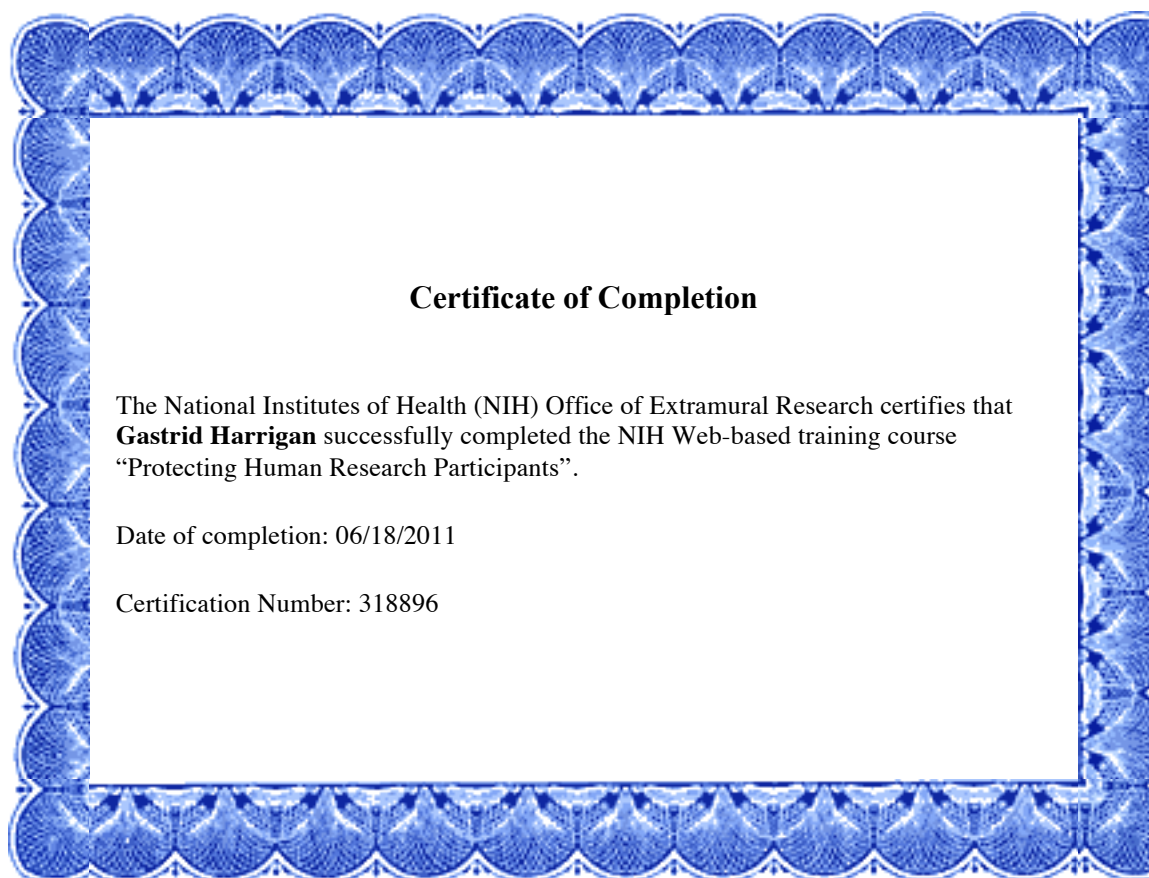 Certificate of Completion
The National Institutes of Health (NIH) Office of Extramural Research certifies that
Gastrid Harrigan successfully completed the NIH Web-based training course
“Protecting Human Research Participants”.
Date of completion: 06/18/2011
Certification Number: 318896